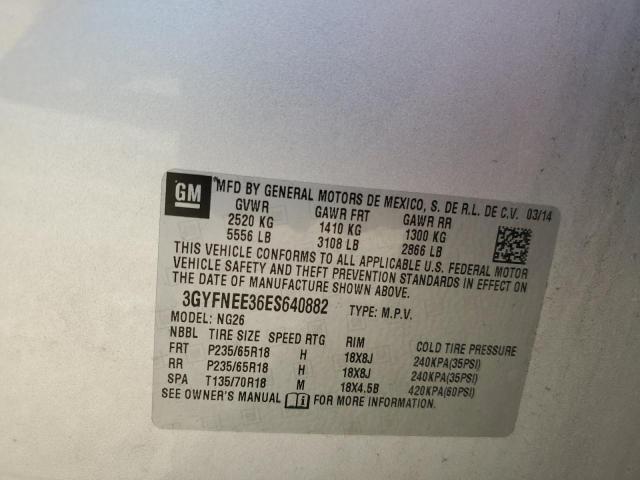 GM MFD BY GENERAL MOTORS DE MEXICO, S. DE R.L. DE C.V. 03/14
GVWR GAWR FRT GAWR RR
2520 KG 1410 KG 1300 KG
5556 LB 3108 LB 2866 LB
THIS VEHICLE CONFORMS TO ALL APPLICABLE U.S. FEDERAL MOTOR
VEHICLE SAFETY AND THEFT PREVENTION STANDARDS IN EFFECT ON
THE DATE OF MANUFACTURE SHOWN ABOVE.
3GYFNEE36ES640882 TYPE: M.P.V.
MODEL: NG26
NBBL TIRE SIZE SPEED RTG RIM COLD TIRE PRESSURE
FRT P235/65R18 H 18X8J 240KPA(35PSI)
RR P235/65R18 H 18X8J 240KPA(35PSI)
SPA T135/70R18 M 18X4.5B 420KPA(60PSI)
SEE OWNER'S MANUAL FOR MORE INFORMATION.